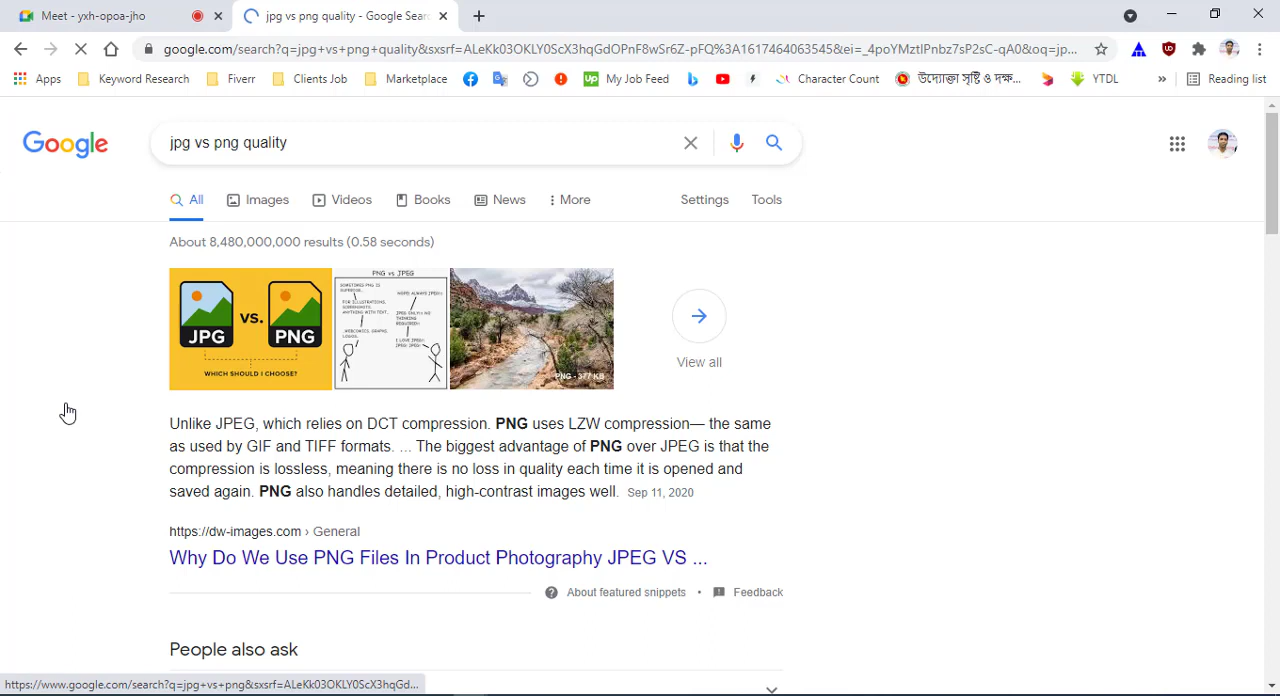 Meet - yxh-opoa-jho
jpg vs png quality - Google Sear
google.com/search?q=jpg+vs+png+quality&sxsrf=ALeKk03OKLY0ScX3hqGdOPnF8wSr6Z-pFQ%3A1617464063545&ei=_4poYMztIPnbz7sP2sC-qA0&oq=jp...
Apps
Keyword Research
Fiverr
Clients Job
Marketplace
Up
My Job Feed
Character Count
উদ্যোক্তা সৃষ্টি ও দক্ষ...
YTDL
»
Reading list
Google
jpg vs png quality
All
Images
Videos
Books
News
More
Settings
Tools
About 8,480,000,000 results (0.58 seconds)
JPG
VS.
PNG
WHICH SHOULD I CHOOSE?
PNG vs JPEG
PNG - 377 KB
View all
Unlike JPEG, which relies on DCT compression. PNG uses LZW compression— the same
as used by GIF and TIFF formats. ... The biggest advantage of PNG over JPEG is that the
compression is lossless, meaning there is no loss in quality each time it is opened and
saved again. PNG also handles detailed, high-contrast images well. Sep 11, 2020
https://dw-images.com › General
Why Do We Use PNG Files In Product Photography JPEG VS ...
About featured snippets • Feedback
People also ask
https://www.google.com/search?q=jpg+vs+png&sxsrf=ALeKk03OKLY0ScX3hqGd...